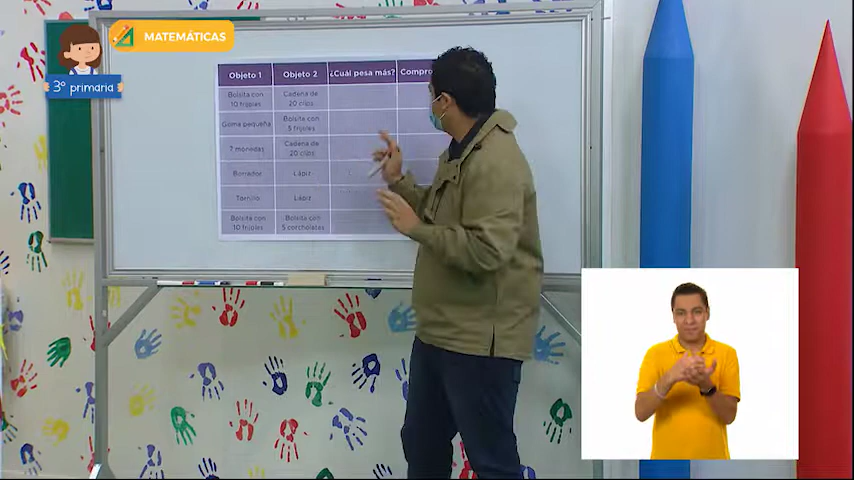 MATEMÁTICAS
3º primaria
Objeto 1 Objeto 2 ¿Cuál pesa más? Compro
Bolsita con 10 frijoles
Cadena de 20 clips
Goma pequeña
Bolsita con 5 frijoles
7 monedas
Cadena de 20 clips
Borrador Lápiz
Tornillo Lápiz
Bolsita con 10 frijoles
Bolsita con 5 corcholatas